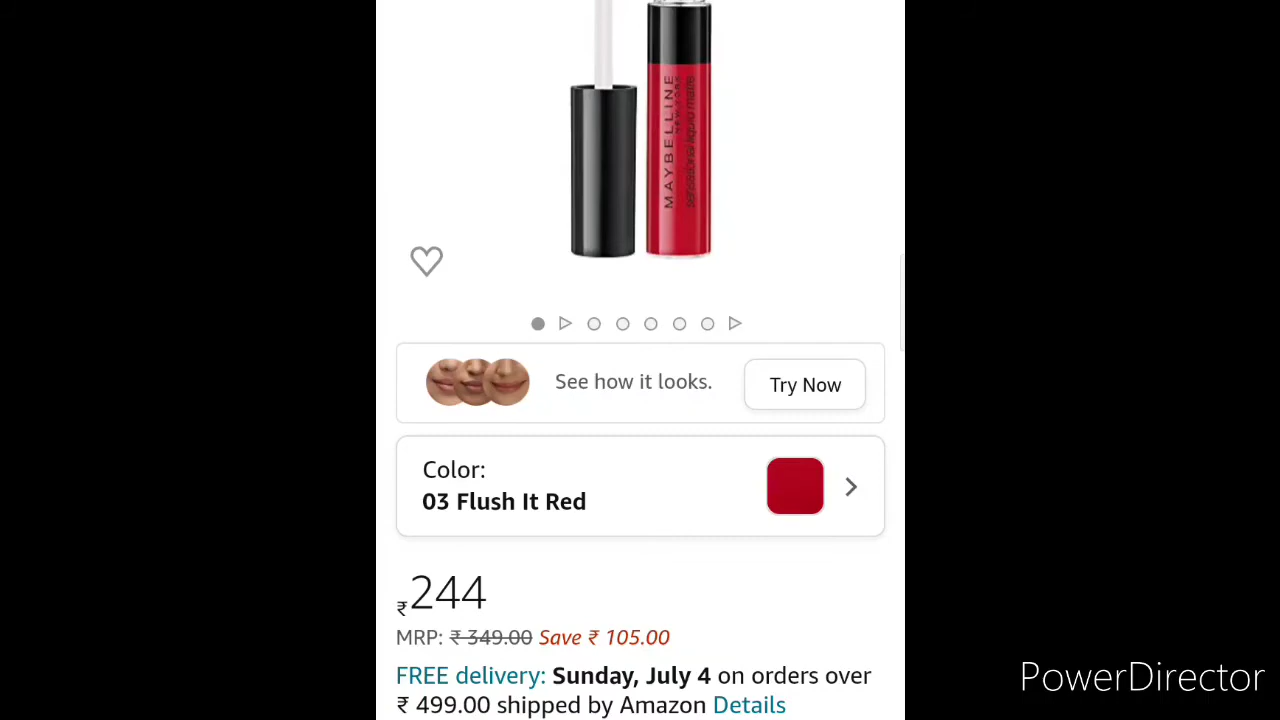 MAYBELLINE
NEW YORK
sensational liquid matte
See how it looks.
Try Now
Color:
03 Flush It Red
₹244
MRP: ₹ 349.00 Save ₹ 105.00
FREE delivery: Sunday, July 4 on orders over
₹ 499.00 shipped by Amazon Details
PowerDirector